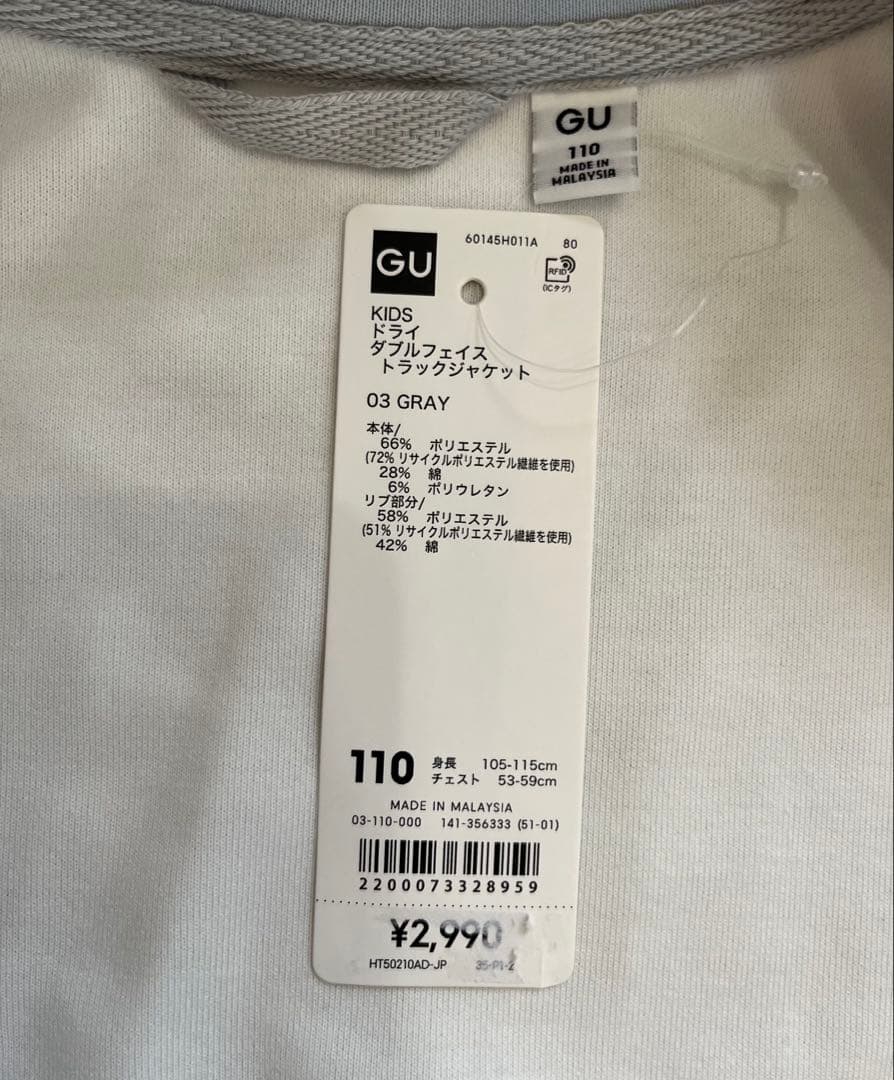 GU
110
MADE IN
MALAYSIA
GU
60145H011A 80
RFID
(ICタグ)
KIDS
ドライ
ダブルフェイス
トラックジャケット
03 GRAY
本体/
66% ポリエステル
(72% リサイクルポリエステル繊維を使用)
28% 綿
6% ポリウレタン
リブ部分/
58% ポリエステル
(51% リサイクルポリエステル繊維を使用)
42% 綿
110 身長 105-115cm
チェスト 53-59cm
MADE IN MALAYSIA
03-110-000 141-356333 (51-01)
2200073328959
¥2,990
HT50210AD-JP